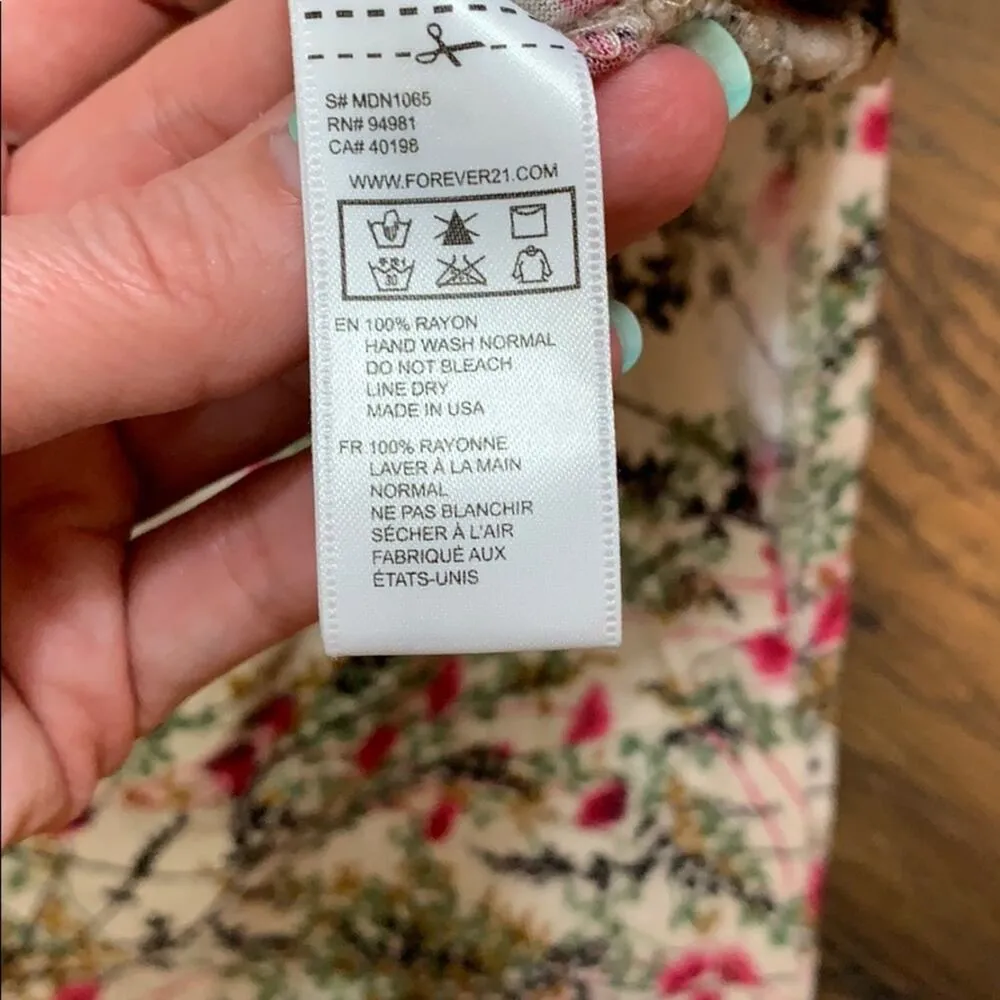 S# MDN1065
RN# 94981
CA# 40198
WWW.FOREVER21.COM
EN 100% RAYON
HAND WASH NORMAL
DO NOT BLEACH
LINE DRY
MADE IN USA
FR 100% RAYONNE
LAVER À LA MAIN
NORMAL
NE PAS BLANCHIR
SÉCHER À L'AIR
FABRIQUÉ AUX
ÉTATS-UNIS